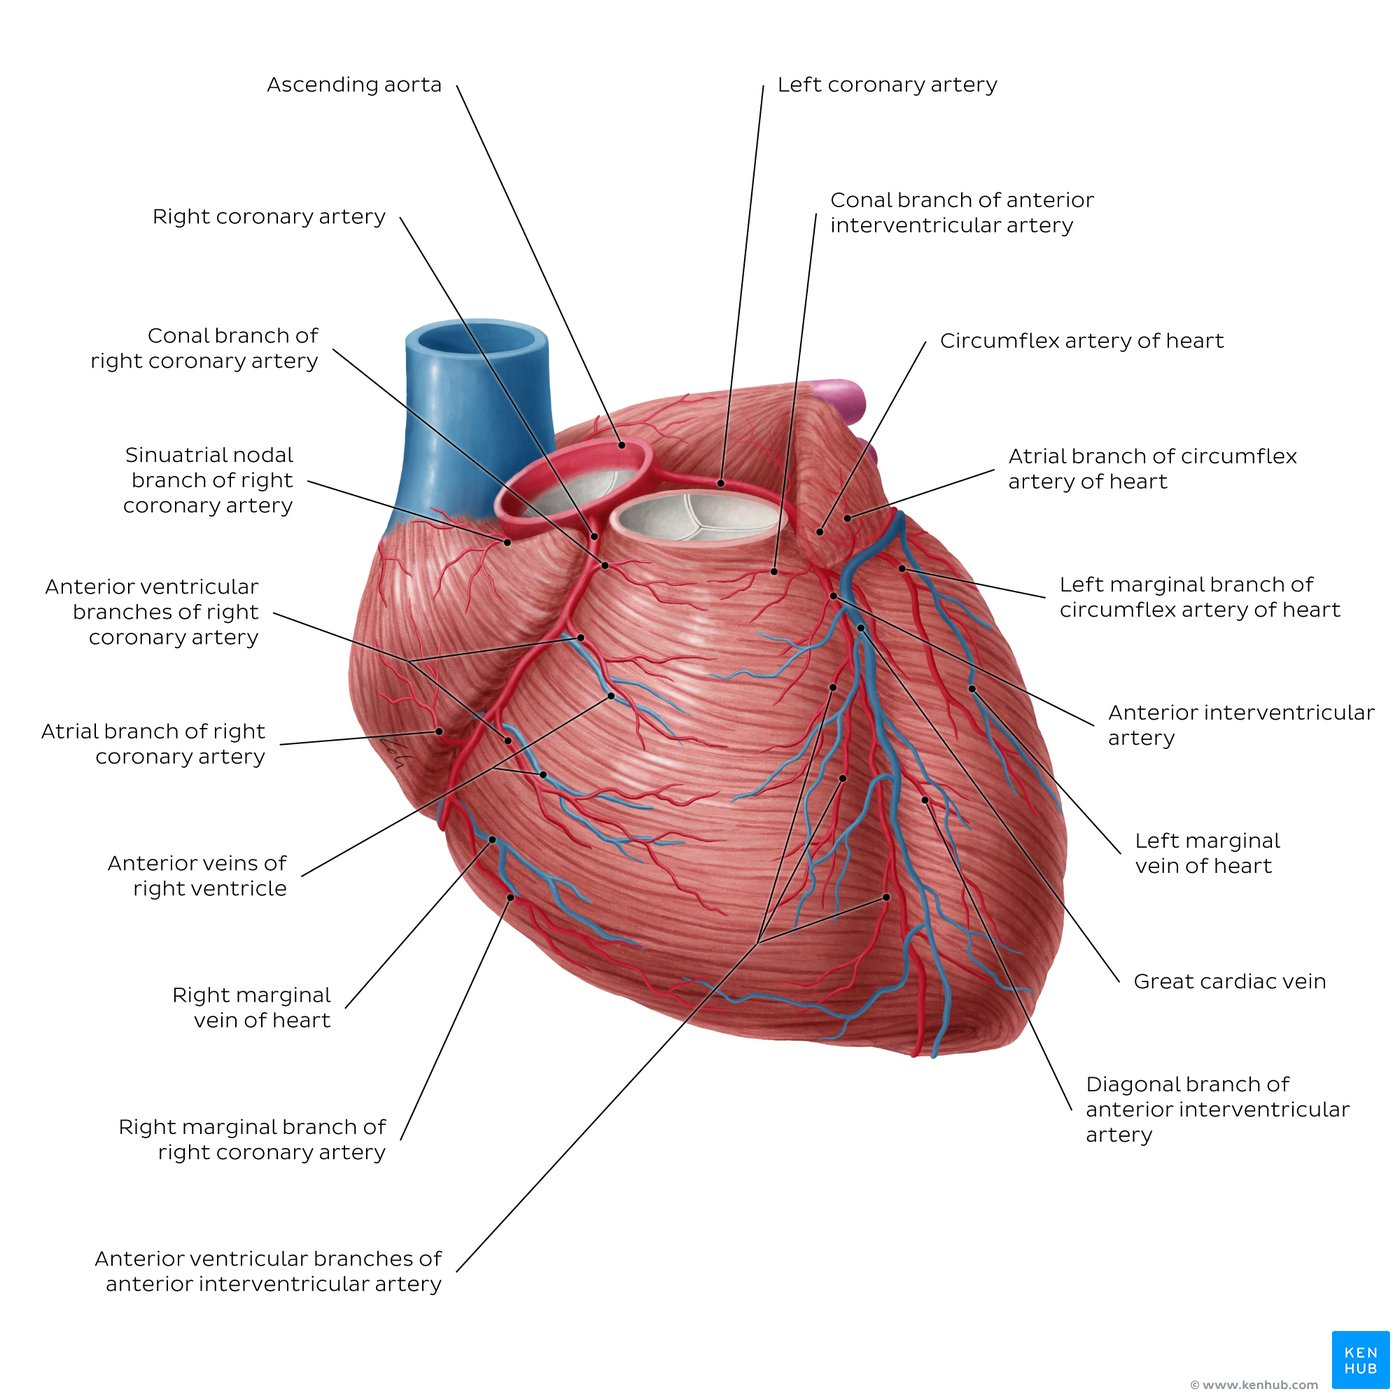 Ascending aorta
Left coronary artery
Right coronary artery
Conal branch of anterior
interventricular artery
Conal branch of
right coronary artery
Circumflex artery of heart
Sinuatrial nodal
branch of right
coronary artery
Atrial branch of circumflex
artery of heart
Anterior ventricular
branches of right
coronary artery
Left marginal branch of
circumflex artery of heart
Atrial branch of right
coronary artery
Anterior interventricular
artery
Anterior veins of
right ventricle
Left marginal
vein of heart
Right marginal
vein of heart
Great cardiac vein
Right marginal branch of
right coronary artery
Diagonal branch of
anterior interventricular
artery
Anterior ventricular branches of
anterior interventricular artery
KEN
HUB
© www.kenhub.com